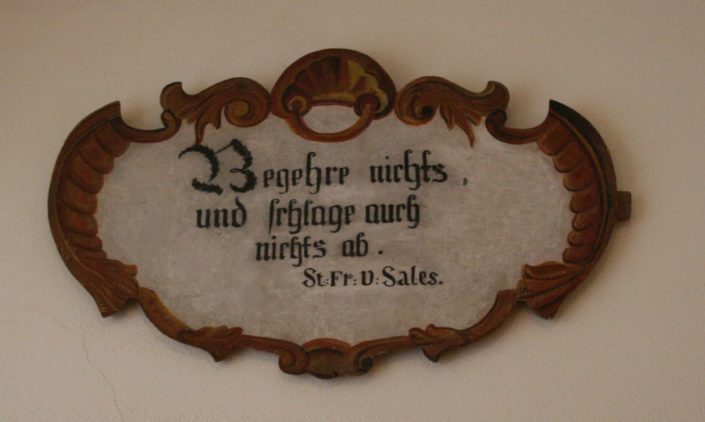 Begehre nichts,
und schlage auch
nichts ab.
St: Fr: v: Sales.